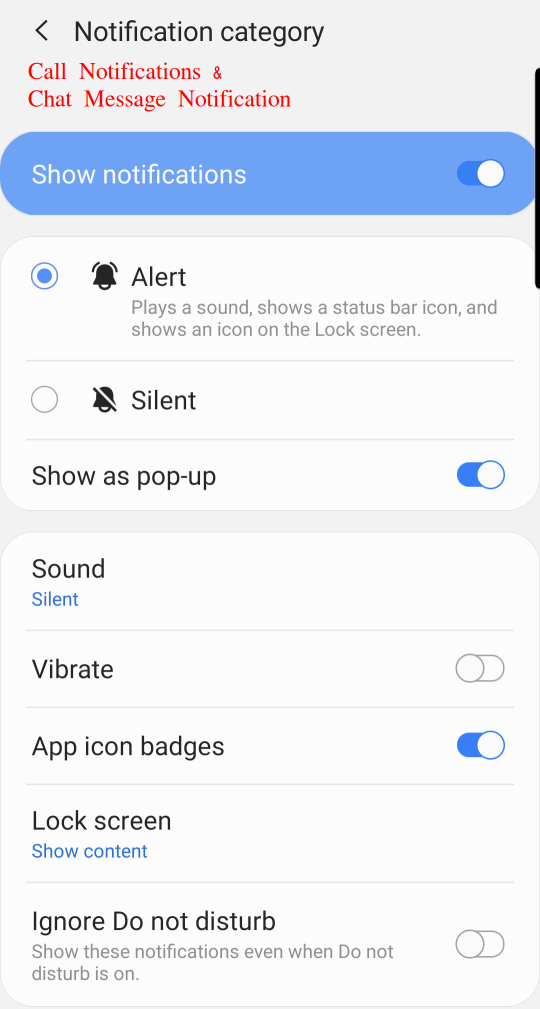 Notification category
Call Notifications &
Chat Message Notification
Show notifications
Alert
Plays a sound, shows a status bar icon, and
shows an icon on the Lock screen.
Silent
Show as pop-up
Sound
Silent
Vibrate
App icon badges
Lock screen
Show content
Ignore Do not disturb
Show these notifications even when Do not
disturb is on.